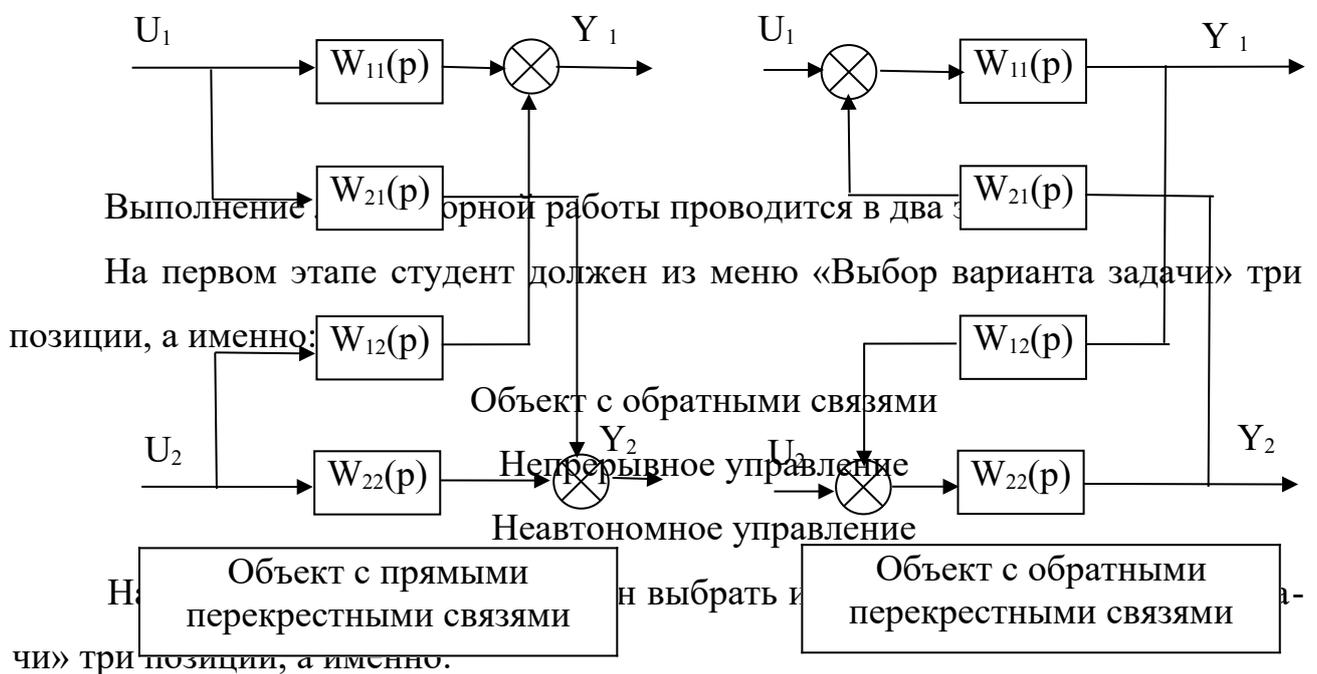 U1 Y 1 U1 Y 1
W11(p) W11(p)
W21(p) W21(p)
Выполнение орной работы проводится в два
На первом этапе студент должен из меню «Выбор варианта задачи» три
позиции, а именно:
W12(p) W12(p)
Объект с обратными связями
U2 Y2 U2 Y2
Непрерывное управление
W22(p) W22(p)
Неавтономное управление
Объект с прямыми
перекрестными связями
Объект с обратными
перекрестными связями
выбрать
чи» три позиции, а именно: